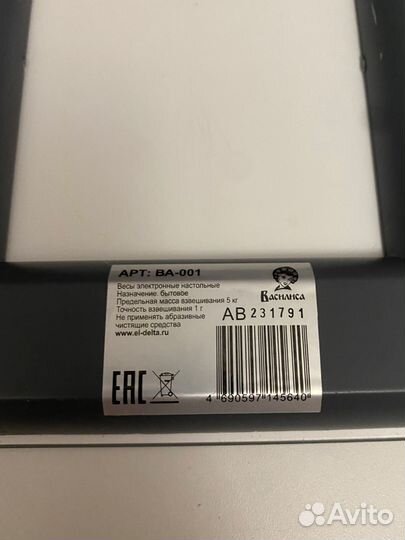 АРТ: ВА-001
Весы электронные настольные
Назначение: бытовое
Предельная масса взвешивания 5 кг
Точность взвешивания 1 г
Не применять абразивные
чистящие средства
www.el-delta.ru
Василиса
АВ 231791
ЕАС
4 690597 145640
Avito